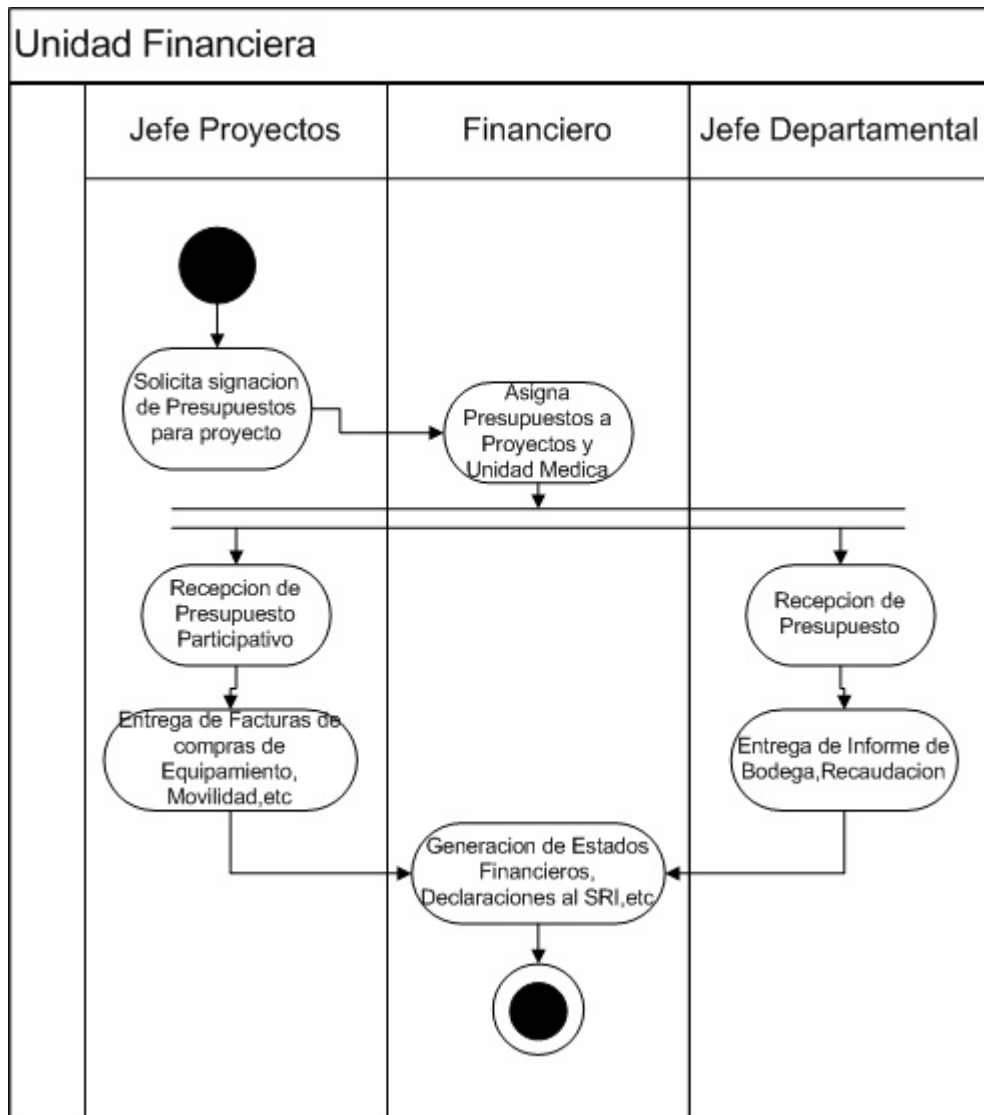 Unidad Financiera
Jefe Proyectos
Financiero
Jefe Departamental
Solicita signacion
de Presupuestos
para proyecto
Asigna
Presupuestos a
Proyectos y
Unidad Medica
Recepcion de
Presupuesto
Participativo
Recepcion de
Presupuesto
Entrega de Facturas de
compras de
Equipamiento,
Movilidad,etc
Entrega de Informe de
Bodega,Recaudacion
Generacion de Estados
Financieros,
Declaraciones al SRI,etc